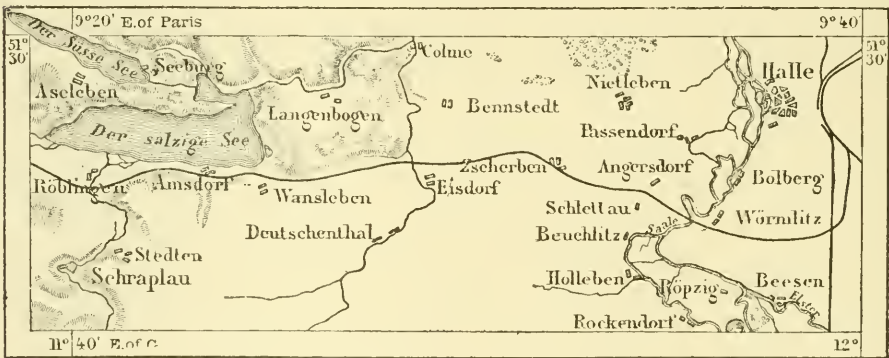 9° 20' E. of Paris
9° 40'
51° 30'
51° 30'
Der Süsse See
Seeburg
Colme
Halle
Aseleben
Nietleben
Bennstedt
Langenbogen
Der salzige See
Passendorf
Zscherben
Angersdorf
Röblingen
Amsdorf
Wansleben
Eisdorf
Bölberg
Schlettau
Wörmlitz
Saale
Deutschenthal
Beuchlitz
Stedten
Schraplau
Holleben
Röpzig
Beesen
Elster
Rockendorf
11° 40' E. of G.
12°